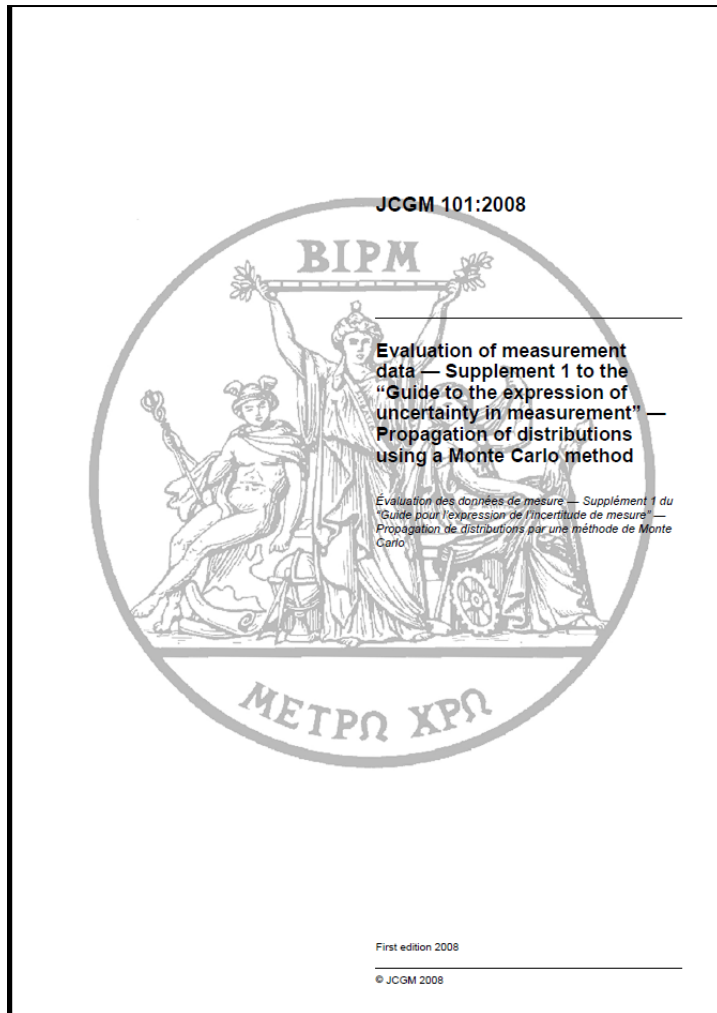 JCGM 101:2008
BIPM
Evaluation of measurement
data — Supplement 1 to the
“Guide to the expression of
uncertainty in measurement” —
Propagation of distributions
using a Monte Carlo method
Évaluation des données de mesure — Supplément 1 du
"Guide pour l'expression de l'incertitude de mesure" —
Propagation de distributions par une méthode de Monte
Carlo
ΜΕΤΡΩ ΧΡΩ
First edition 2008
© JCGM 2008